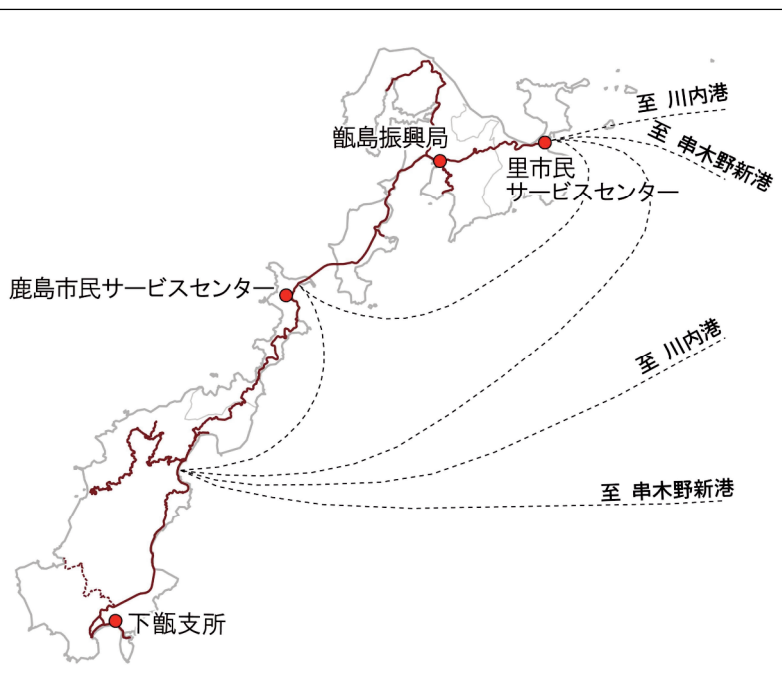 至 川内港
至 串木野新港
甑島振興局
里市民
サービスセンター
鹿島市民サービスセンター
至 川内港
至 串木野新港
下甑支所